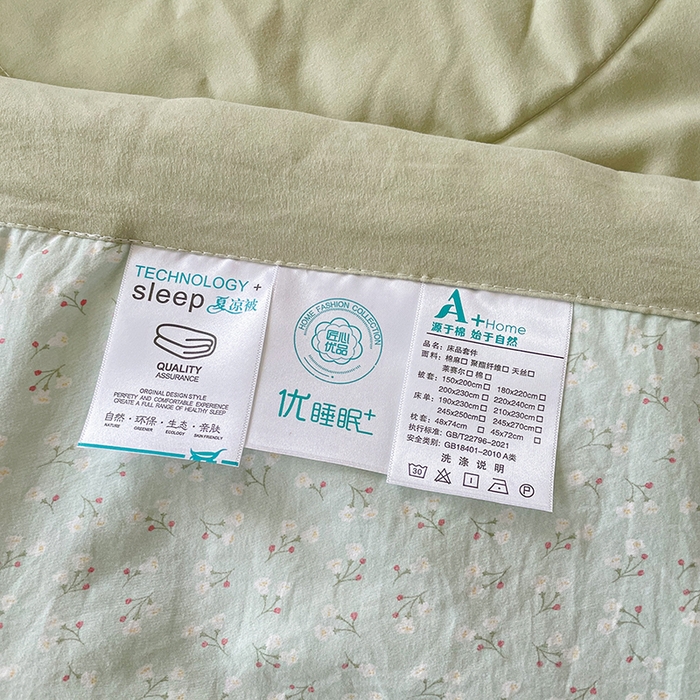 TECHNOLOGY +
sleep 夏凉被
QUALITY
ASSURANCE
ORGINAL DESIGN STYLE
PERFETY AND COMFORTABLE EXPERIENCE
CREATE A FULL RANGE OF HEALTHY SLEEP
自然·环保·生态·亲肤
NATURE GREENER ECOLOGY SKIN FRIENDLY
HOME FASHION COLLECTION
匠心
优品
优睡眠+
A+Home
源于棉 始于自然
品名：床品套件
面料：棉麻□ 聚酯纤维□ 天丝□
莱赛尔□ 棉□
被套：150x200cm□ 180x220cm□
200x230cm□ 220x240cm□
床单：190x230cm□ 210x230cm□
245x250cm□ 245x270cm□
枕套：48x74cm□ 45x72cm□
执行标准：GB/T22796-2021
安全类别：GB18401-2010 A类
洗涤说明
30
P